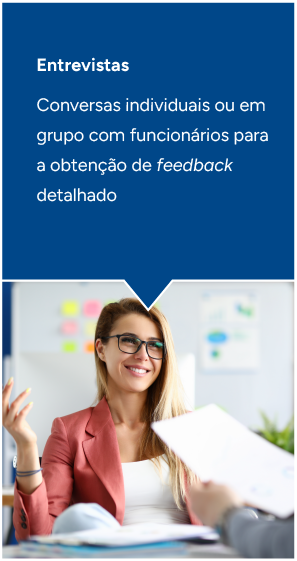 Entrevistas
Conversas individuais ou em
grupo com funcionários para
a obtenção de feedback
detalhado